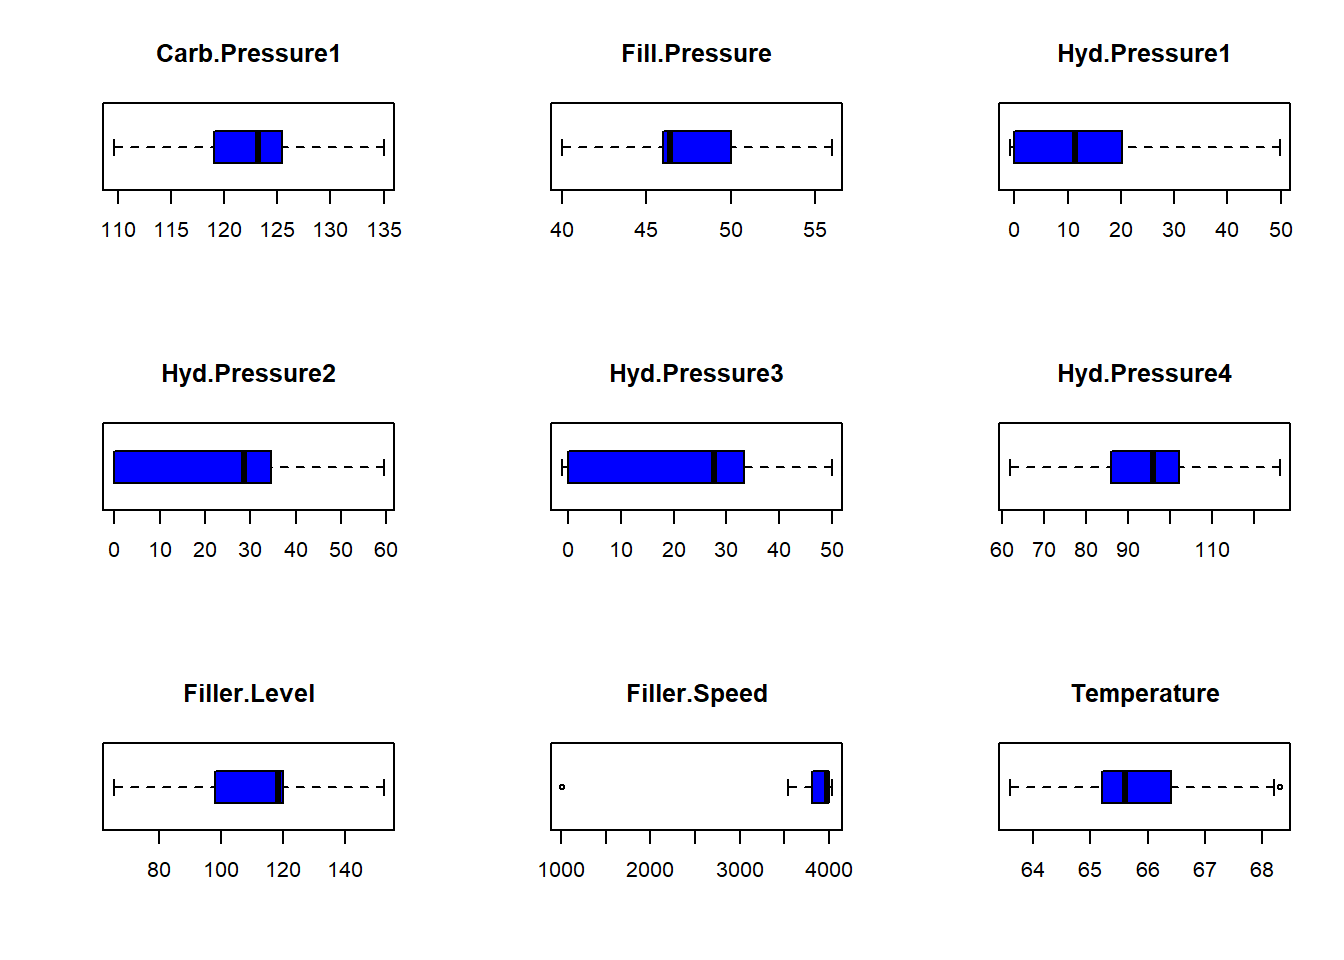 Carb.Pressure1 Fill.Pressure Hyd.Pressure1
110 115 120 125 130 135 40 45 50 55 0 10 20 30 40 50
Hyd.Pressure2 Hyd.Pressure3 Hyd.Pressure4
0 10 20 30 40 50 60 0 10 20 30 40 50 60 70 80 90 110
Filler.Level Filler.Speed Temperature
80 100 120 140 1000 2000 3000 4000 64 65 66 67 68